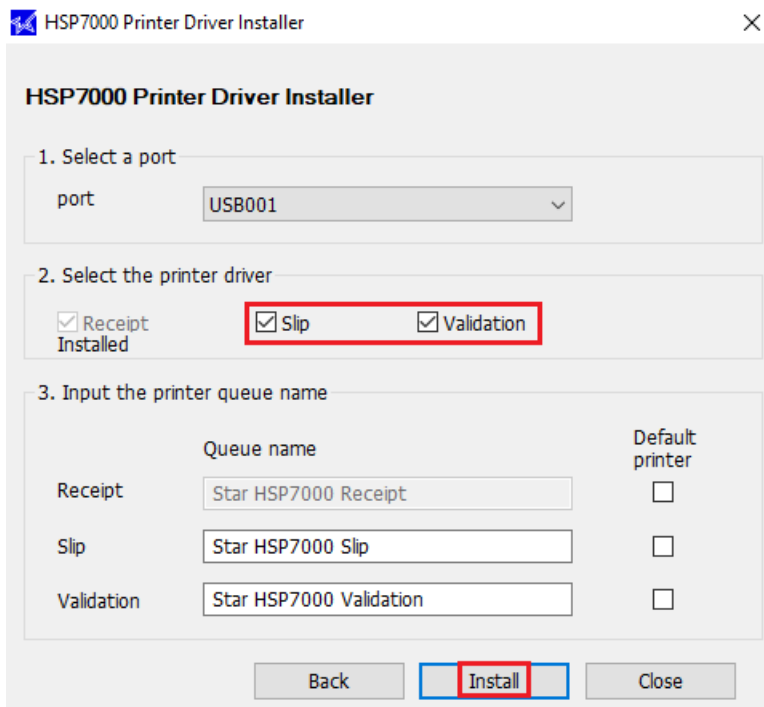 HSP7000 Printer Driver Installer
HSP7000 Printer Driver Installer
1. Select a port
port
USB001
2. Select the printer driver
Receipt
Slip
Validation
Installed
3. Input the printer queue name
Queue name
Default
printer
Receipt
Star HSP7000 Receipt
Slip
Star HSP7000 Slip
Validation
Star HSP7000 Validation
Back
Install
Close